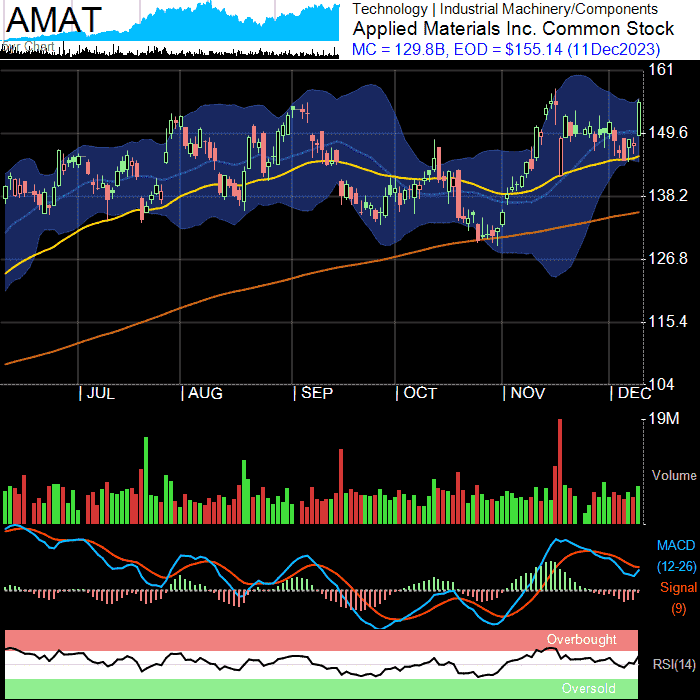 AMAT
Technology | Industrial Machinery/Components
Applied Materials Inc. Common Stock
MC = 129.8B, EOD = $155.14 (11Dec2023)
161
149.6
138.2
126.8
115.4
104
| JUL | AUG | SEP | OCT | NOV | DEC
19M
Volume
MACD
(12-26)
Signal
(9)
Overbought
RSI(14)
Oversold